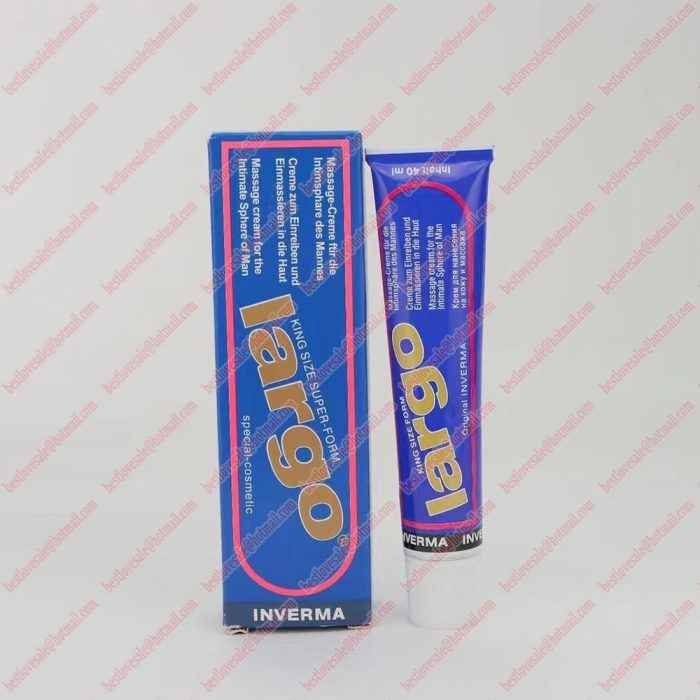 Massage-Creme für die
Intimsphäre des Mannes
Creme zum Einreiben und
Einmassieren in die Haut
Massage cream for the
Intimate Sphere of Man
KING SIZE SUPER-FORM
largo®
special-cosmetic
INVERMA
Inhalt 40 ml
Massage-Creme für die
Intimsphäre des Mannes
Creme zum Einreiben und
Einmassieren in die Haut
Massage cream for the
Intimate Sphere of Man
Крем для нанесения
на кожу и массажа
KING SIZE FORM
largo
Original INVERMA
INVERMA INVERMA
bestlovesale@hotmail.com